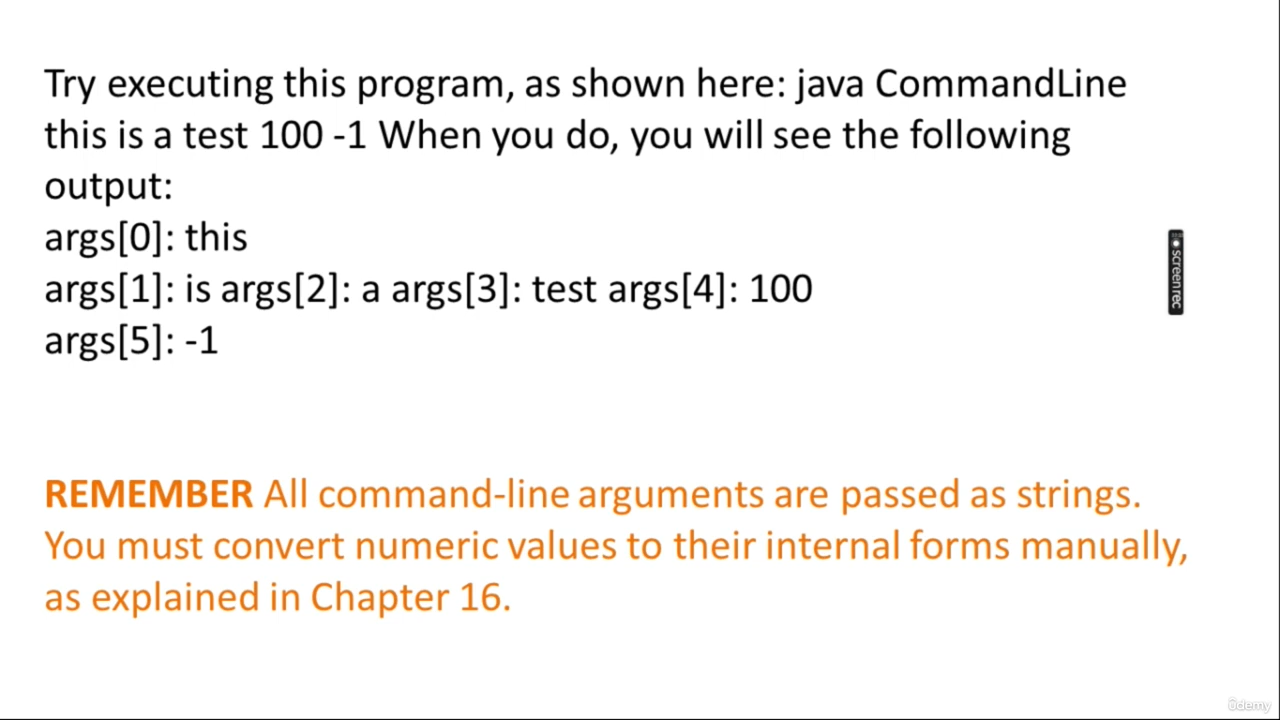 Try executing this program, as shown here: java CommandLine
this is a test 100 -1 When you do, you will see the following
output:
args[0]: this
args[1]: is args[2]: a args[3]: test args[4]: 100
args[5]: -1
screenrec
REMEMBER All command-line arguments are passed as strings.
You must convert numeric values to their internal forms manually,
as explained in Chapter 16.
ûdemy